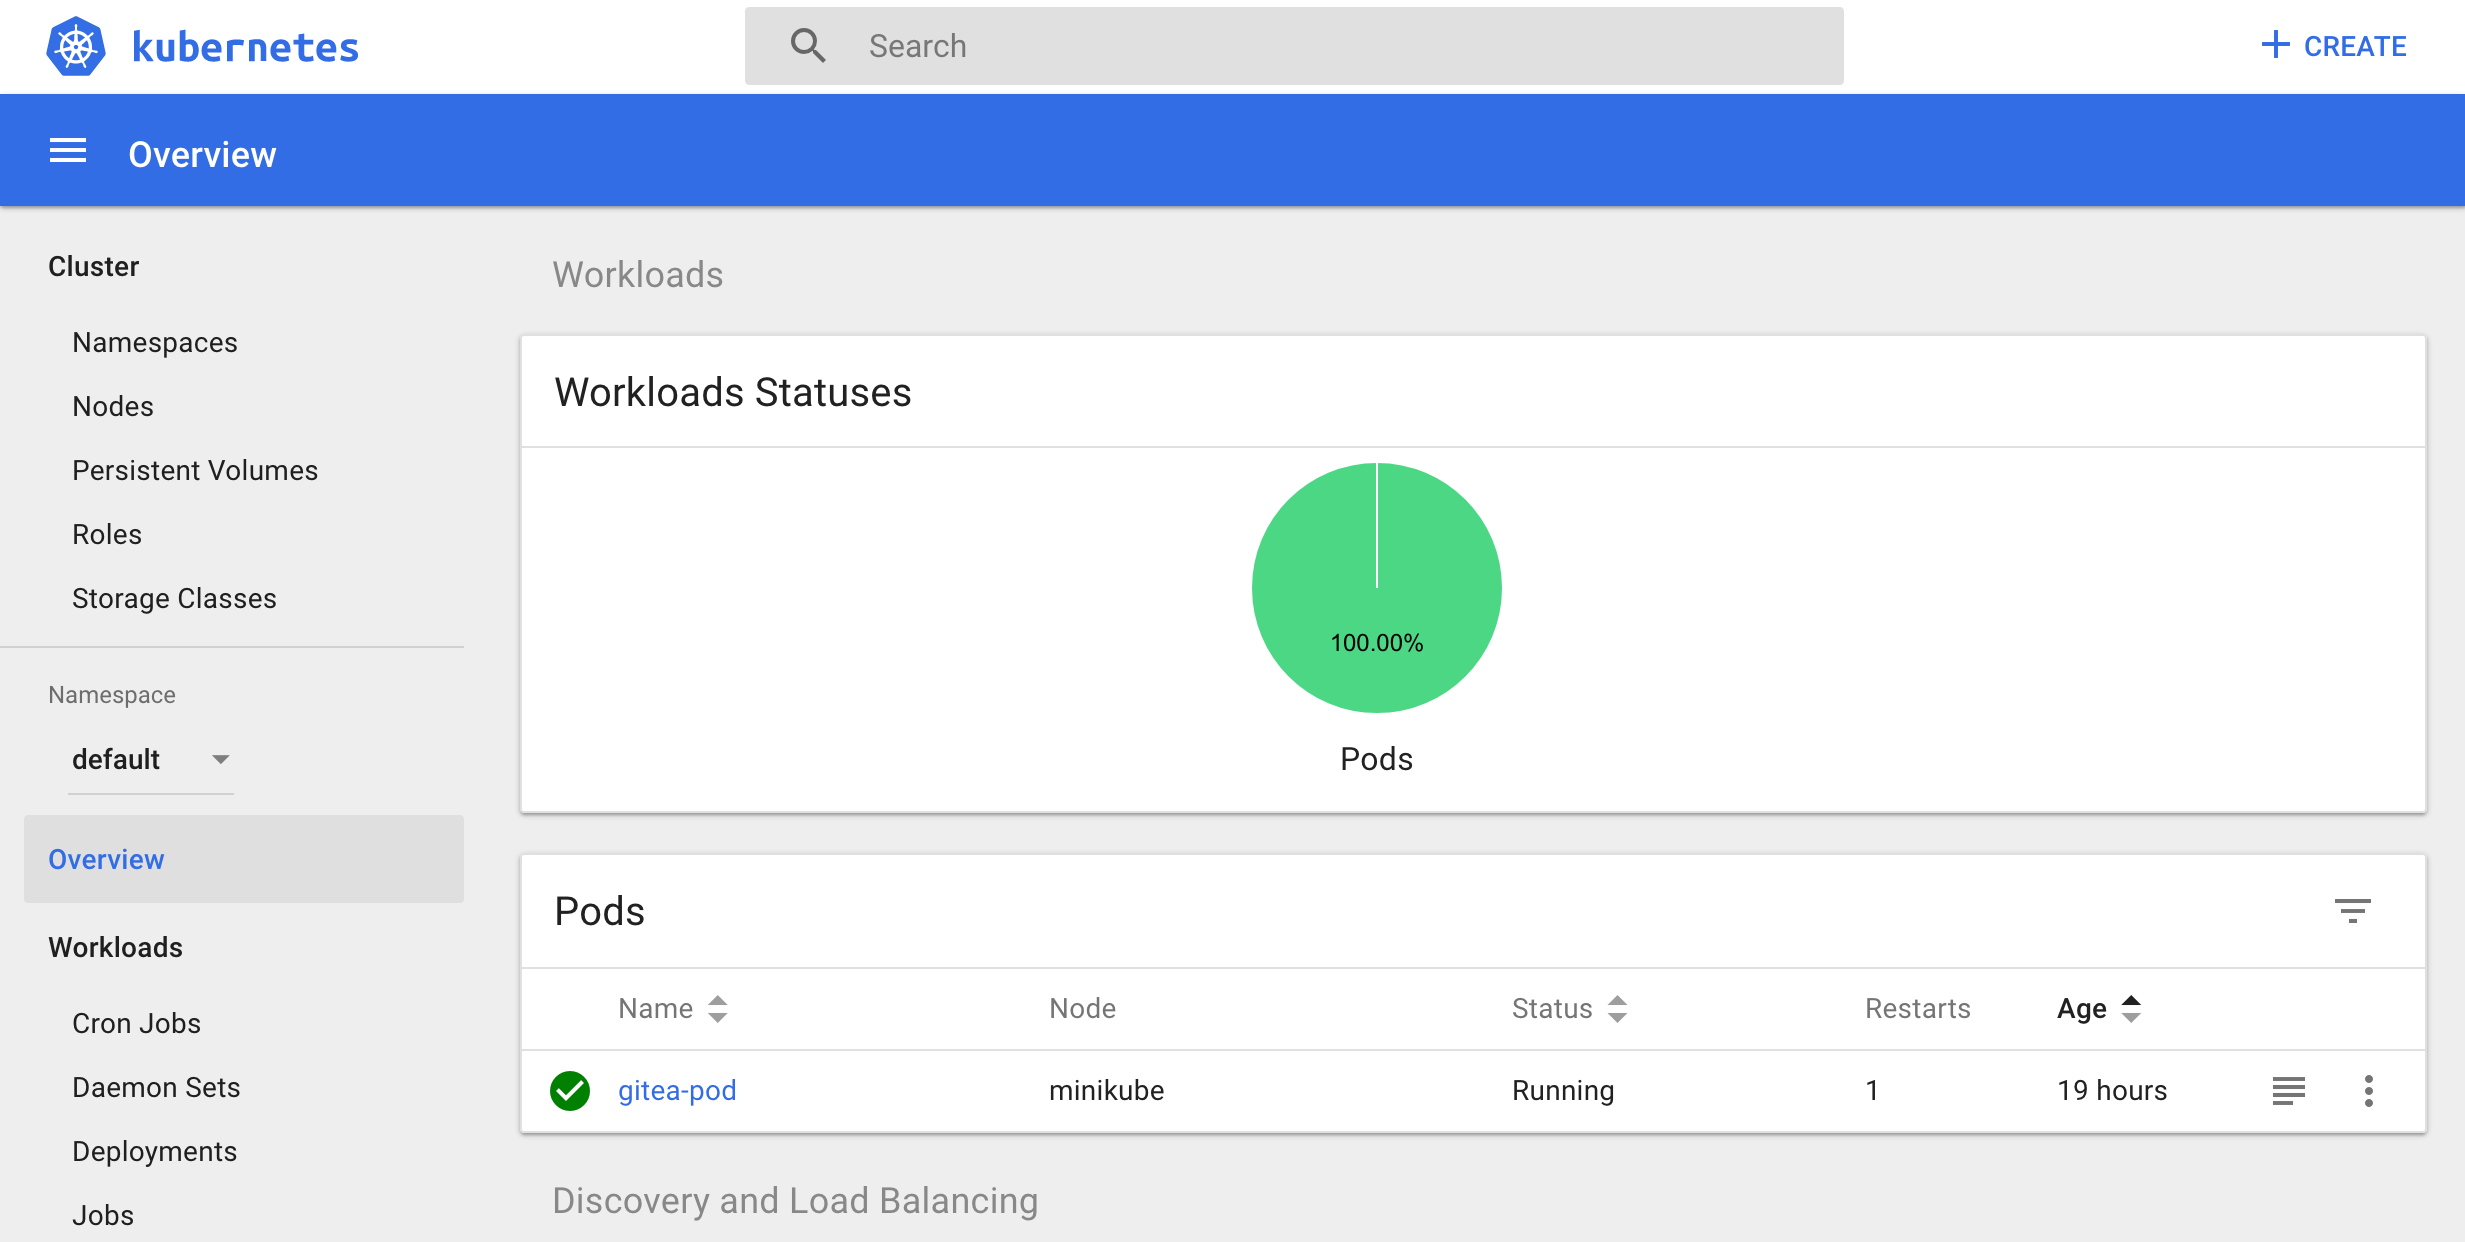 kubernetes
Search
CREATE
Overview
Cluster
Namespaces
Nodes
Persistent Volumes
Roles
Storage Classes
Namespace
default
Overview
Workloads
Cron Jobs
Daemon Sets
Deployments
Jobs
Workloads
Workloads Statuses
100.00%
Pods
Pods
Name Node Status Restarts Age
gitea-pod minikube Running 1 19 hours
Discovery and Load Balancing